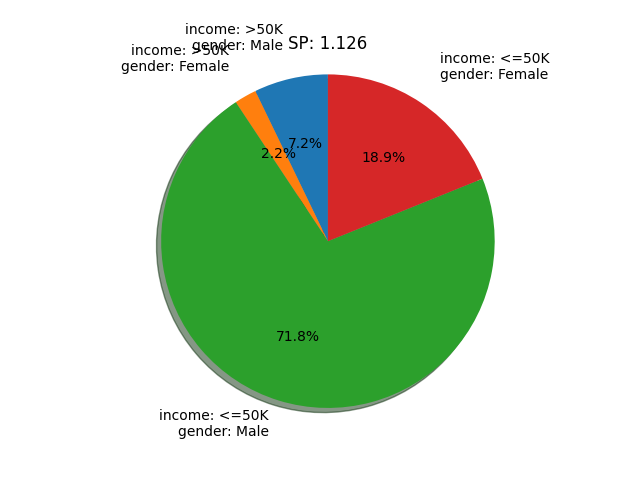 income: >50K
gender: Male
SP: 1.126
income: >50K
gender: Female
income: <=50K
gender: Female
7.2%
2.2%
18.9%
71.8%
income: <=50K
gender: Male